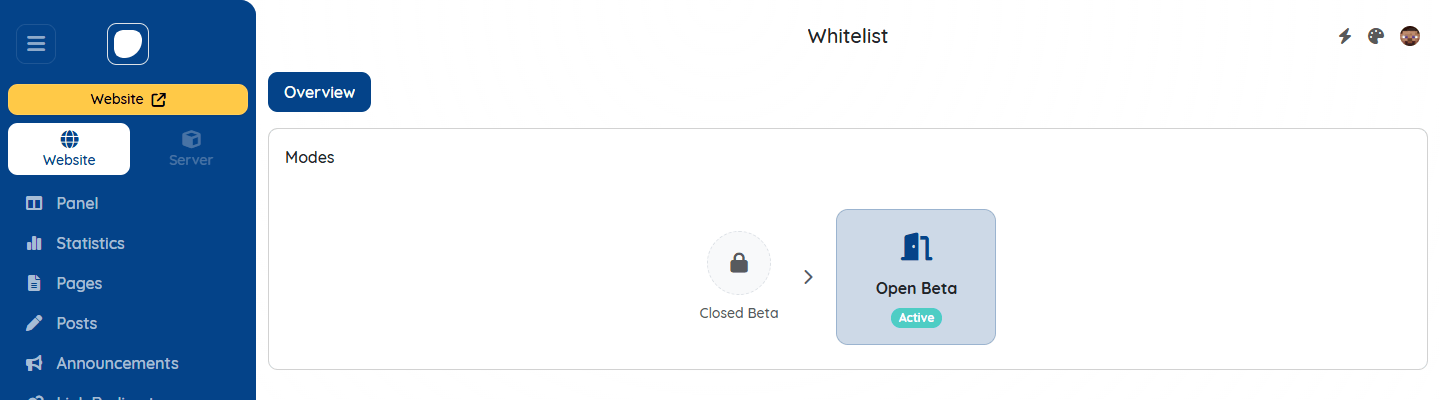 Whitelist
Website
Website
Server
Panel
Statistics
Pages
Posts
Announcements
Overview
Modes
Closed Beta
Open Beta
Active